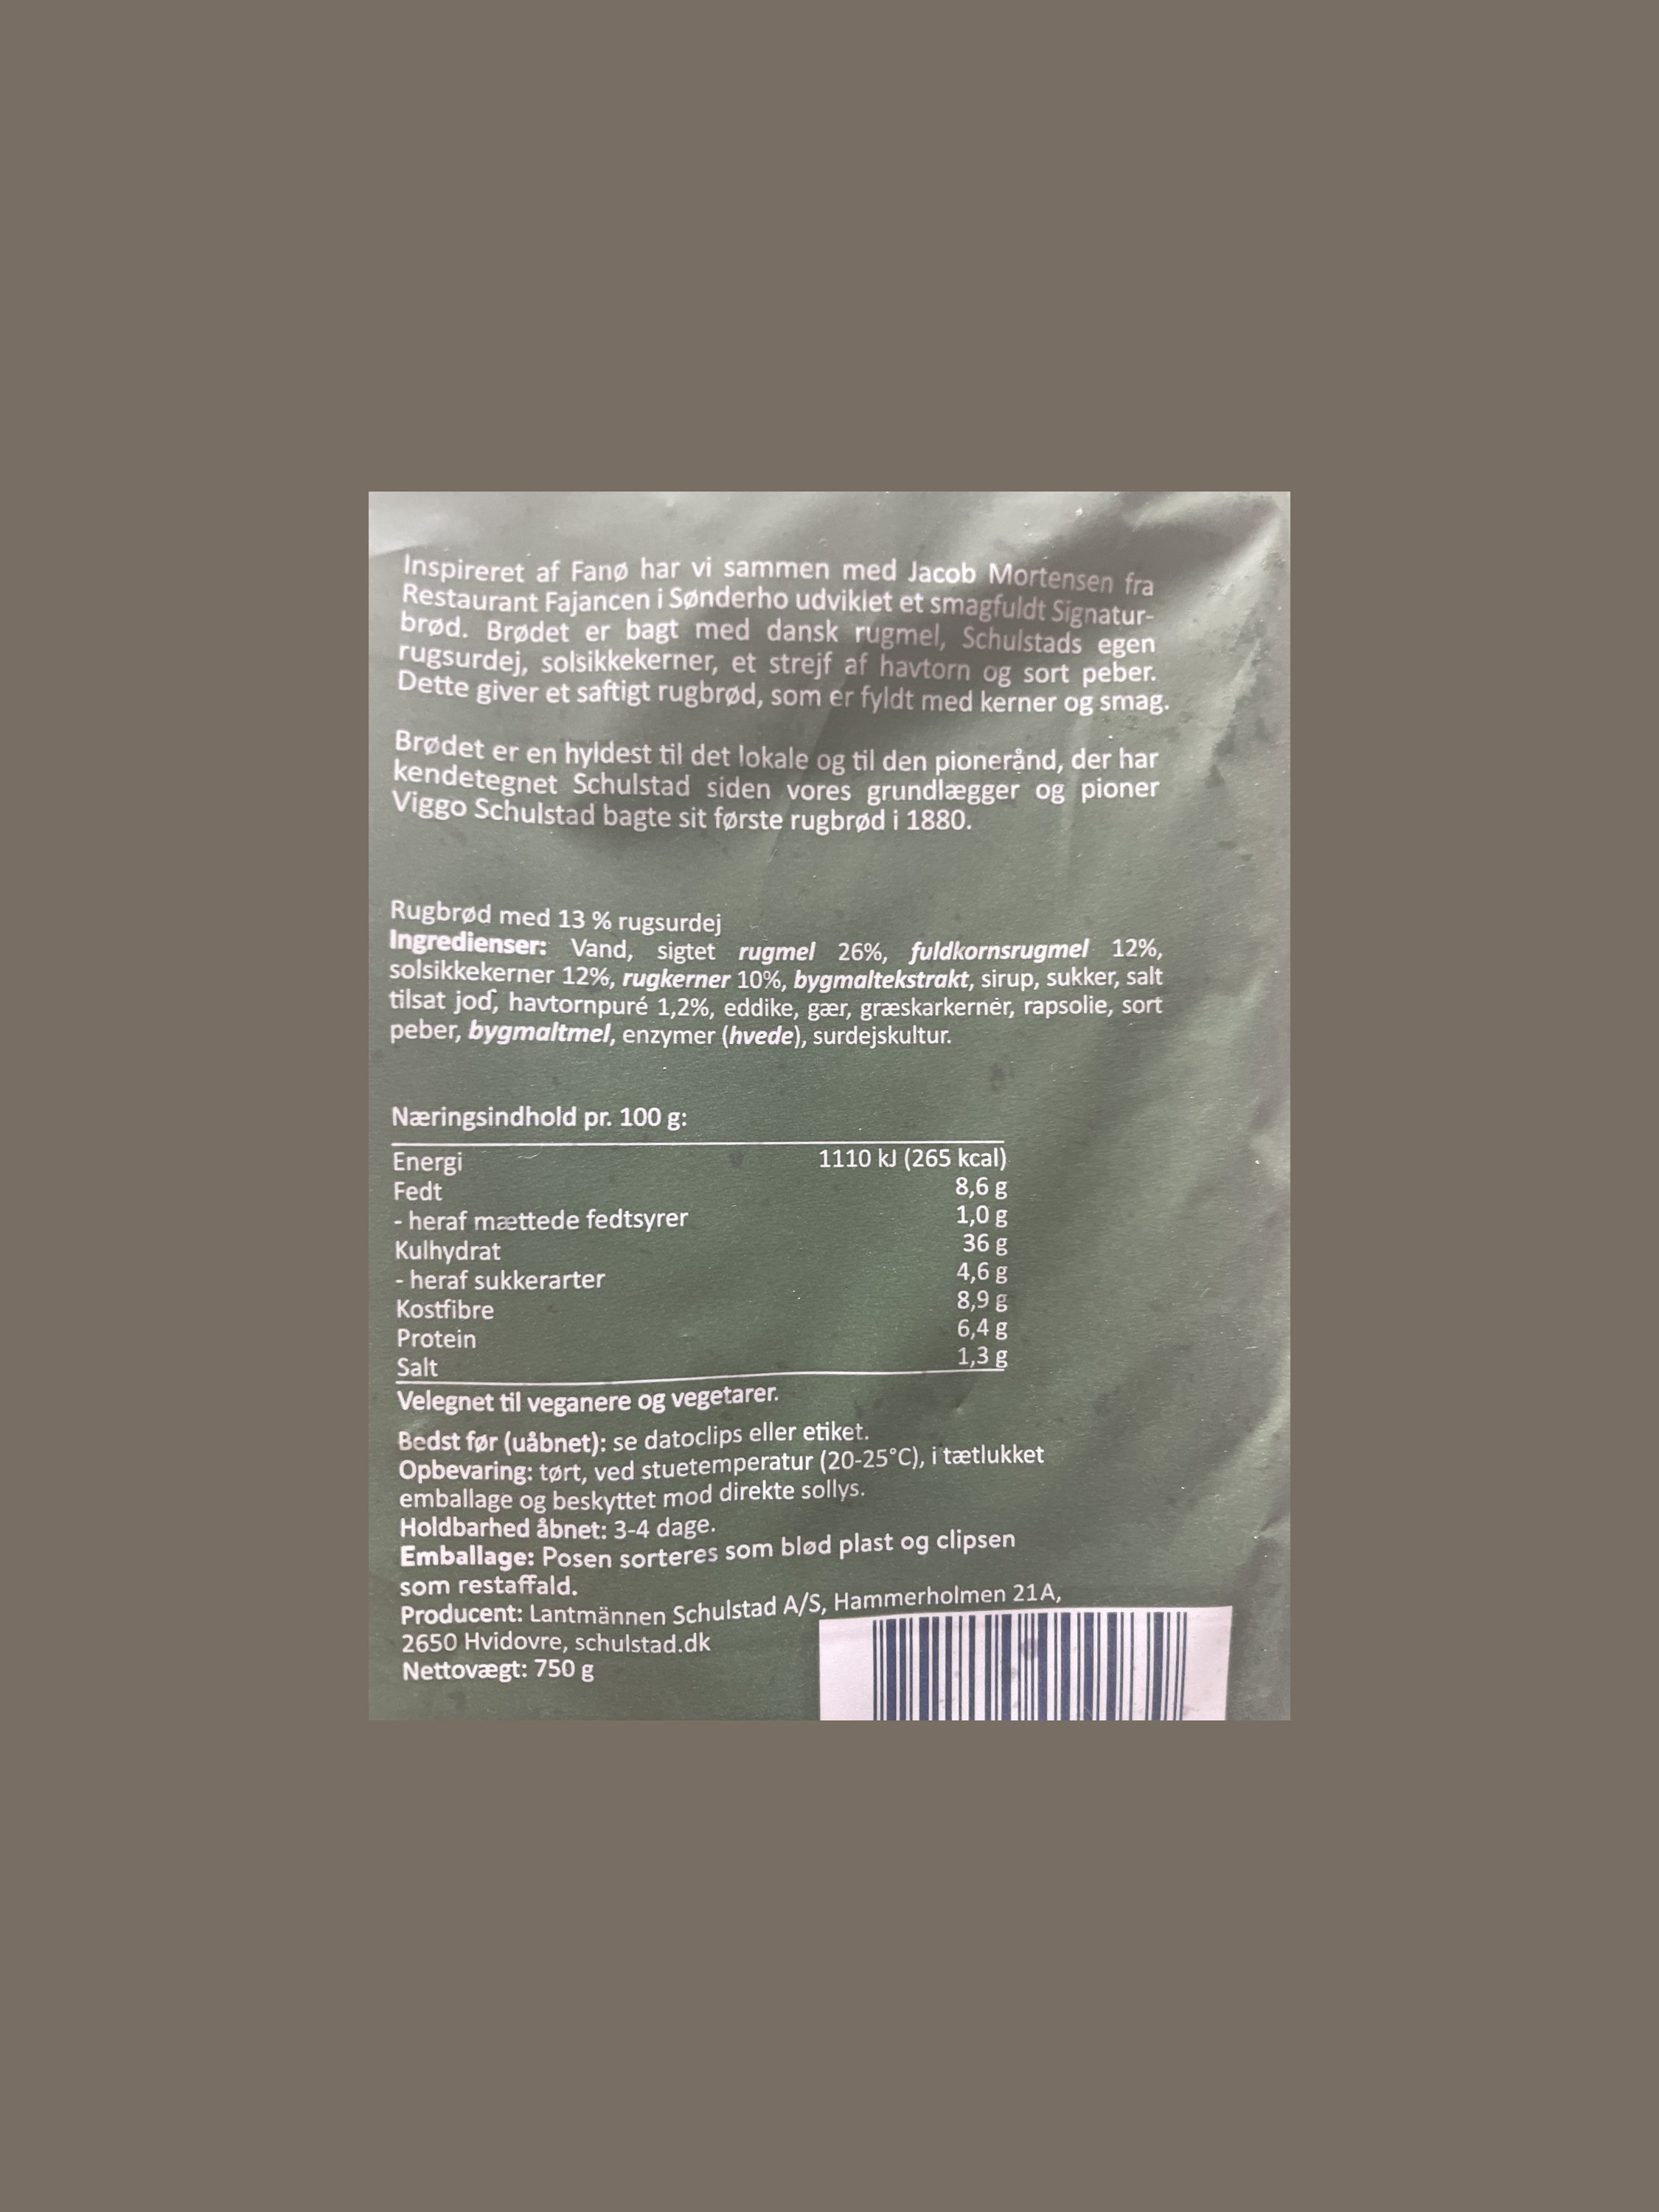 Inspireret af Fanø har vi sammen med Jacob Mortensen fra
Restaurant Fajancen i Sønderho udviklet et smagfuldt Signatur-
brød. Brødet er bagt med dansk rugmel, Schulstads egen
rugsurdej, solsikkekerner, et strejf af havtorn og sort peber.
Dette giver et saftigt rugbrød, som er fyldt med kerner og smag.
Brødet er en hyldest til det lokale og til den pionerånd, der har
kendetegnet Schulstad siden vores grundlægger og pioner
Viggo Schulstad bagte sit første rugbrød i 1880.
Rugbrød med 13 % rugsurdej
Ingredienser: Vand, sigtet rugmel 26%, fuldkornsrugmel 12%,
solsikkekerner 12%, rugkerner 10%, bygmaltekstrakt, sirup, sukker, salt
tilsat jod, havtornpuré 1,2%, eddike, gær, græskarkerner, rapsolie, sort
peber, bygmaltmel, enzymer (hvede), surdejskultur.
Næringsindhold pr. 100 g:
Energi 1110 kJ (265 kcal)
Fedt 8,6 g
- heraf mættede fedtsyrer 1,0 g
Kulhydrat 36 g
- heraf sukkerarter 4,6 g
Kostfibre 8,9 g
Protein 6,4 g
Salt 1,3 g
Velegnet til veganere og vegetarer.
Bedst før (uåbnet): se datoclips eller etiket.
Opbevaring: tørt, ved stuetemperatur (20-25°C), i tætlukket
emballage og beskyttet mod direkte sollys.
Holdbarhed åbnet: 3-4 dage.
Emballage: Posen sorteres som blød plast og clipsen
som restaffald.
Producent: Lantmännen Schulstad A/S, Hammerholmen 21A,
2650 Hvidovre, schulstad.dk
Nettovægt: 750 g